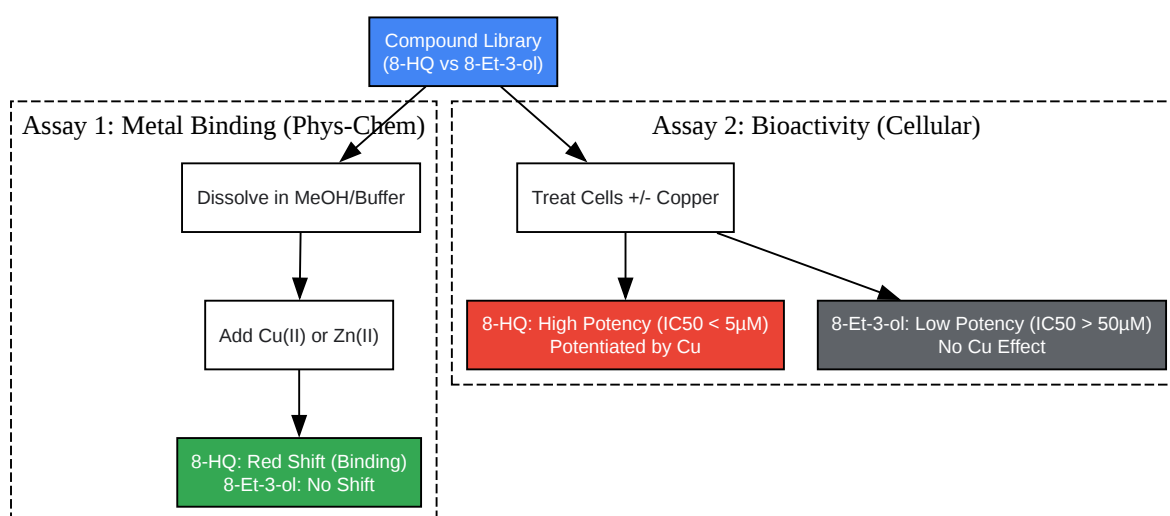 Compound Library
(8-HQ vs 8-Et-3-ol)
Assay 1: Metal Binding (Phys-Chem)
Assay 2: Bioactivity (Cellular)
Dissolve in MeOH/Buffer
Treat Cells +/- Copper
Add Cu(II) or Zn(II)
8-HQ: High Potency (IC50 < 5µM)
Potentiated by Cu
8-Et-3-ol: Low Potency (IC50 > 50µM)
No Cu Effect
8-HQ: Red Shift (Binding)
8-Et-3-ol: No Shift